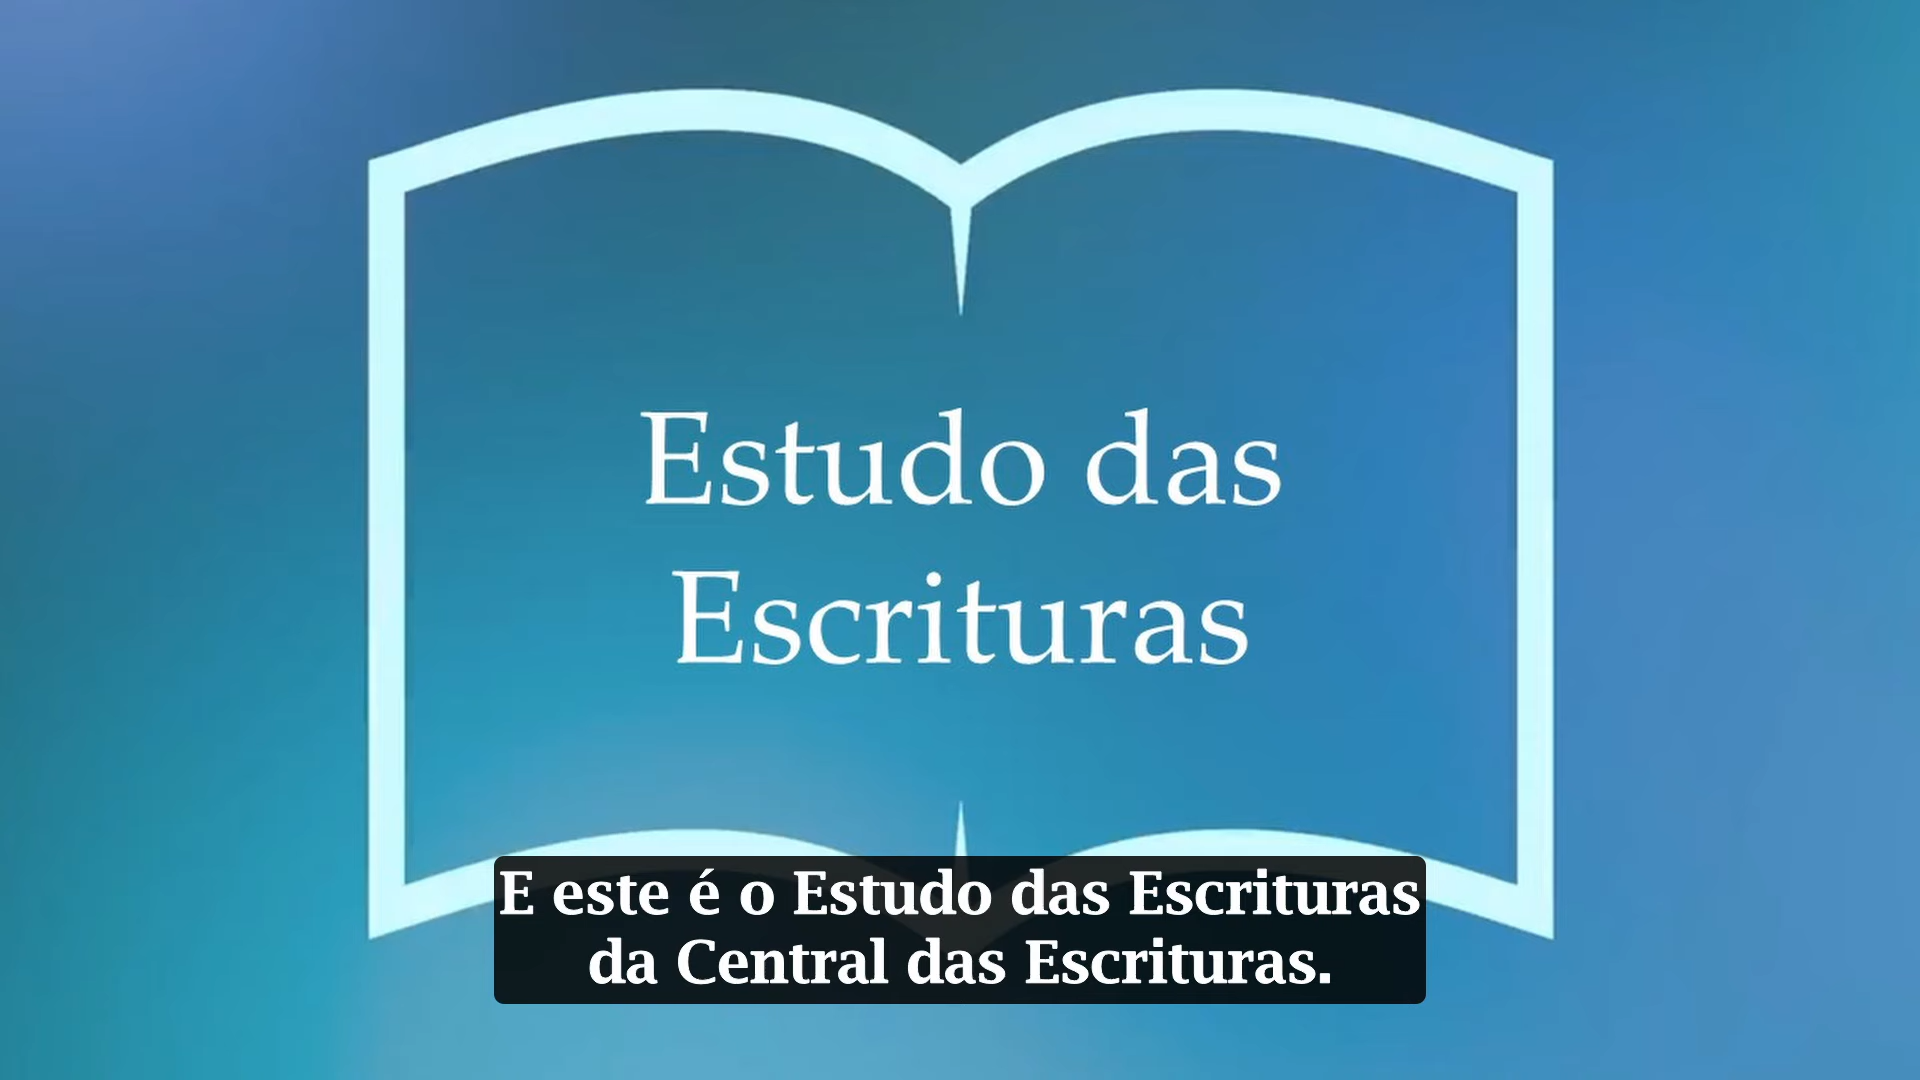 Estudo das
Escrituras
E este é o Estudo das Escrituras
da Central das Escrituras.